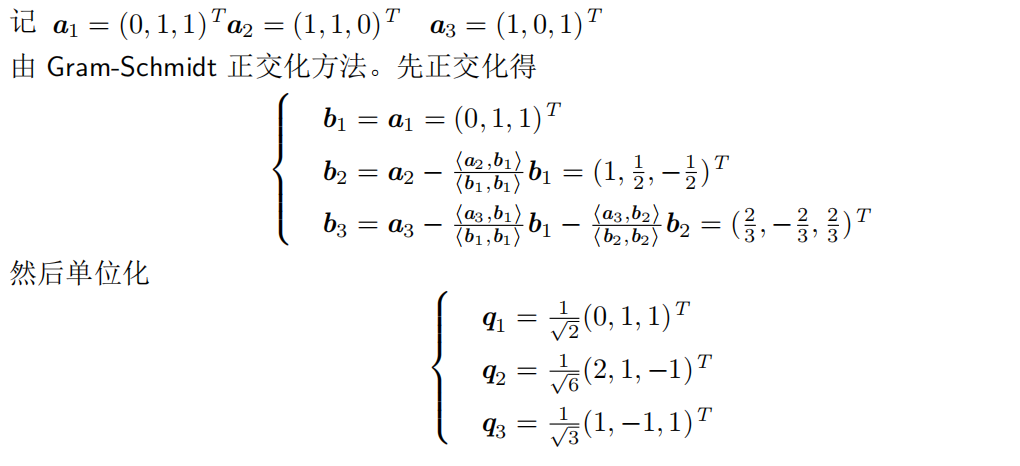 记 a₁ = (0, 1, 1)ᵀa₂ = (1, 1, 0)ᵀ a₃ = (1, 0, 1)ᵀ
由 Gram-Schmidt 正交化方法。先正交化得
b₁ = a₁ = (0, 1, 1)ᵀ
b₂ = a₂ − ⟨a₂,b₁⟩/⟨b₁,b₁⟩ b₁ = (1, 1/2, −1/2)ᵀ
b₃ = a₃ − ⟨a₃,b₁⟩/⟨b₁,b₁⟩ b₁ − ⟨a₃,b₂⟩/⟨b₂,b₂⟩ b₂ = (2/3, −2/3, 2/3)ᵀ
然后单位化
q₁ = 1/√2 (0, 1, 1)ᵀ
q₂ = 1/√6 (2, 1, −1)ᵀ
q₃ = 1/√3 (1, −1, 1)ᵀ